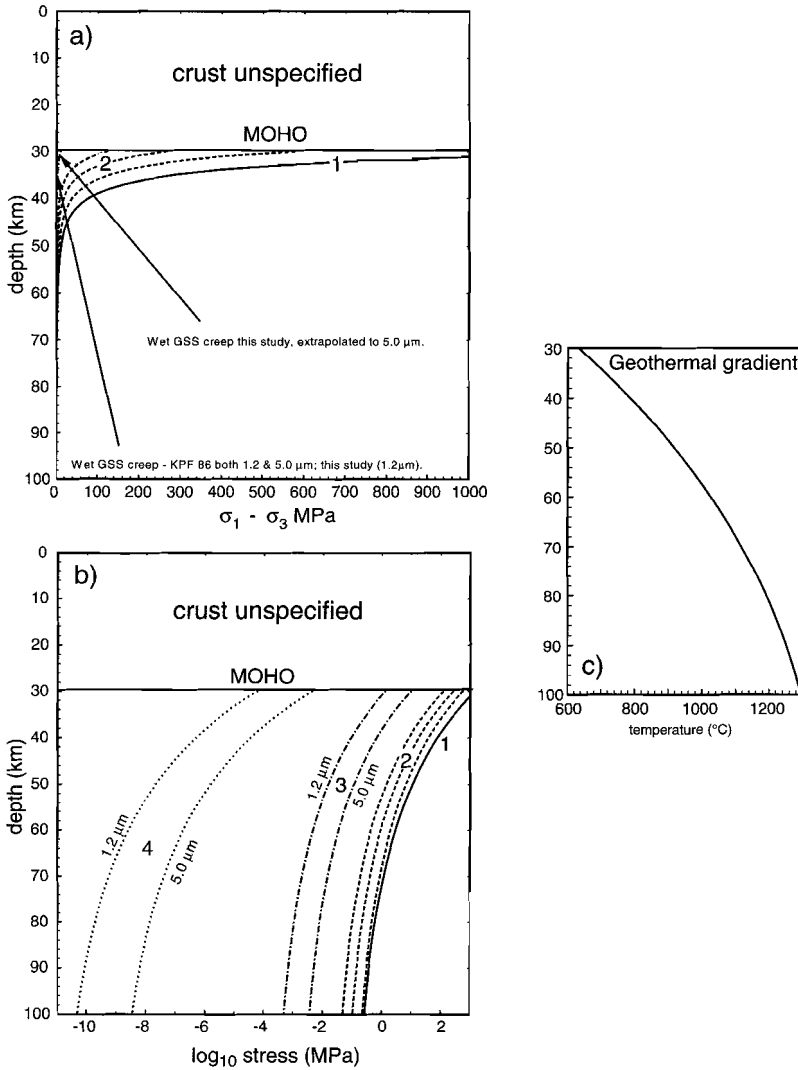 a)
crust unspecified
MOHO
0
10
20
30
40
50
60
70
80
90
100
depth (km)
1
2
Wet GSS creep this study, extrapolated to 5.0 µm.
Wet GSS creep - KPF 86 both 1.2 & 5.0 µm; this study (1.2µm).
0 100 200 300 400 500 600 700 800 900 1000
σ1 - σ3 MPa
b)
crust unspecified
MOHO
0
10
20
30
40
50
60
70
80
90
100
depth (km)
1.2 µm
4
5.0 µm
1.2 µm
3
5.0 µm
2
1
-10 -8 -6 -4 -2 0 2
log10 stress (MPa)
Geothermal gradient
30
40
50
60
70
80
90
100
c)
600 800 1000 1200
temperature (°C)